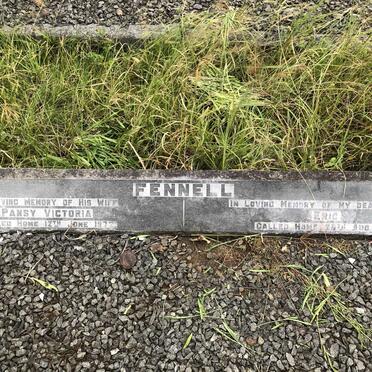 FENNELL
OVING MEMORY OF HIS WIFE
PANSY VICTORIA
ED HOME 12TH JUNE
IN LOVING MEMORY OF MY DEA
ERIC
CALLED HOME